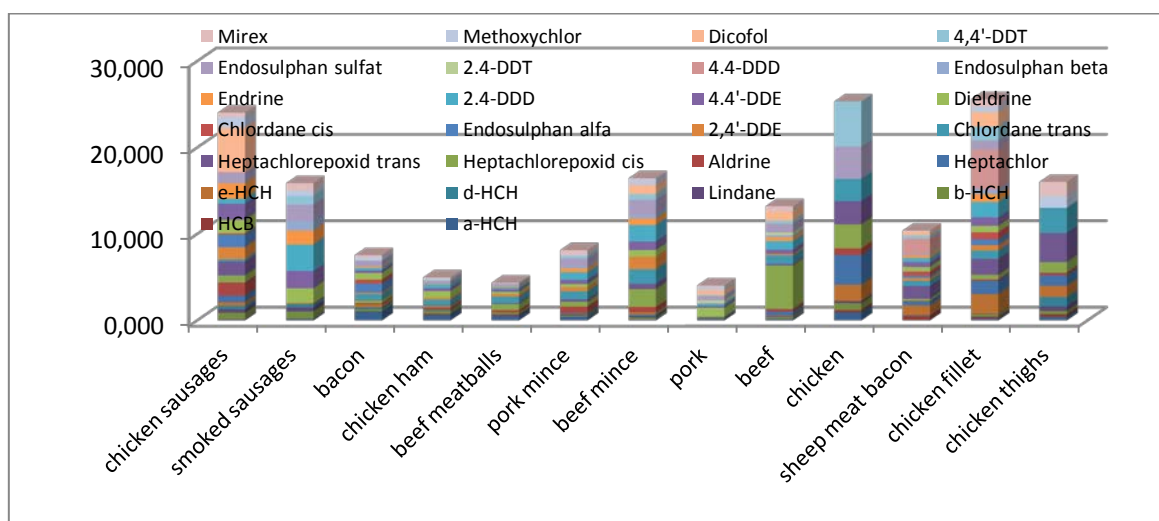 Mirex Methoxychlor Dicofol 4,4'-DDT
30,000
Endosulphan sulfat 2.4-DDT 4.4-DDD Endosulphan beta
Endrine 2.4-DDD 4.4'-DDE Dieldrine
20,000
Chlordane cis Endosulphan alfa 2,4'-DDE Chlordane trans
Heptachlorepoxid trans Heptachlorepoxid cis Aldrine Heptachlor
e-HCH d-HCH Lindane b-HCH
10,000
HCB a-HCH
0,000
chicken sausages
smoked sausages
bacon
chicken ham
beef meatballs
pork mince
beef mince
pork
beef
chicken
sheep meat bacon
chicken fillet
chicken thighs